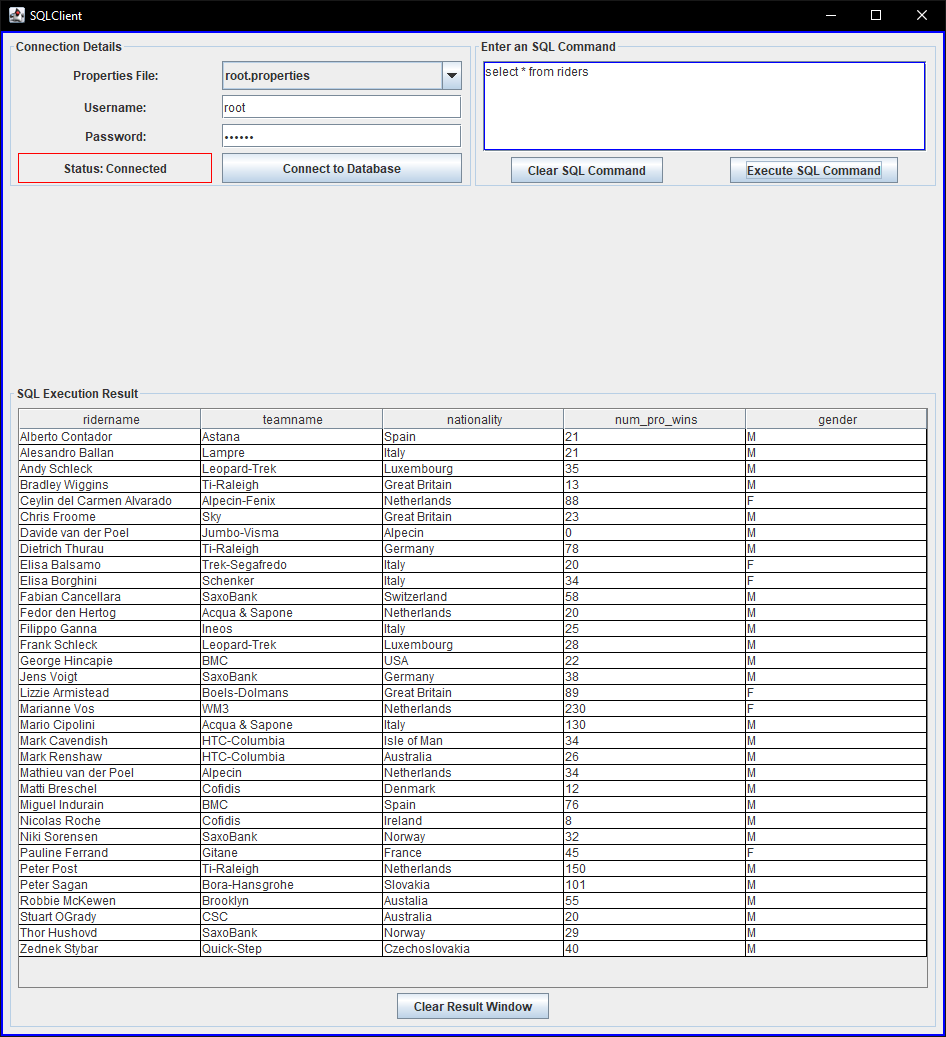 SQLClient
Connection Details
Properties File: root.properties
Username: root
Password: ••••••
Status: Connected Connect to Database
Enter an SQL Command
select * from riders
Clear SQL Command Execute SQL Command
SQL Execution Result
ridername teamname nationality num_pro_wins gender
Alberto Contador Astana Spain 21 M
Alesandro Ballan Lampre Italy 21 M
Andy Schleck Leopard-Trek Luxembourg 35 M
Bradley Wiggins Ti-Raleigh Great Britain 13 M
Ceylin del Carmen Alvarado Alpecin-Fenix Netherlands 88 F
Chris Froome Sky Great Britain 23 M
Davide van der Poel Jumbo-Visma Alpecin 0 M
Dietrich Thurau Ti-Raleigh Germany 78 M
Elisa Balsamo Trek-Segafredo Italy 20 F
Elisa Borghini Schenker Italy 34 F
Fabian Cancellara SaxoBank Switzerland 58 M
Fedor den Hertog Acqua & Sapone Netherlands 20 M
Filippo Ganna Ineos Italy 25 M
Frank Schleck Leopard-Trek Luxembourg 28 M
George Hincapie BMC USA 22 M
Jens Voigt SaxoBank Germany 38 M
Lizzie Armistead Boels-Dolmans Great Britain 89 F
Marianne Vos WM3 Netherlands 230 F
Mario Cipolini Acqua & Sapone Italy 130 M
Mark Cavendish HTC-Columbia Isle of Man 34 M
Mark Renshaw HTC-Columbia Australia 26 M
Mathieu van der Poel Alpecin Netherlands 34 M
Matti Breschel Cofidis Denmark 12 M
Miguel Indurain BMC Spain 76 M
Nicolas Roche Cofidis Ireland 8 M
Niki Sorensen SaxoBank Norway 32 M
Pauline Ferrand Gitane France 45 F
Peter Post Ti-Raleigh Netherlands 150 M
Peter Sagan Bora-Hansgrohe Slovakia 101 M
Robbie McKewen Brooklyn Austalia 55 M
Stuart OGrady CSC Australia 20 M
Thor Hushovd SaxoBank Norway 29 M
Zednek Stybar Quick-Step Czechoslovakia 40 M
Clear Result Window